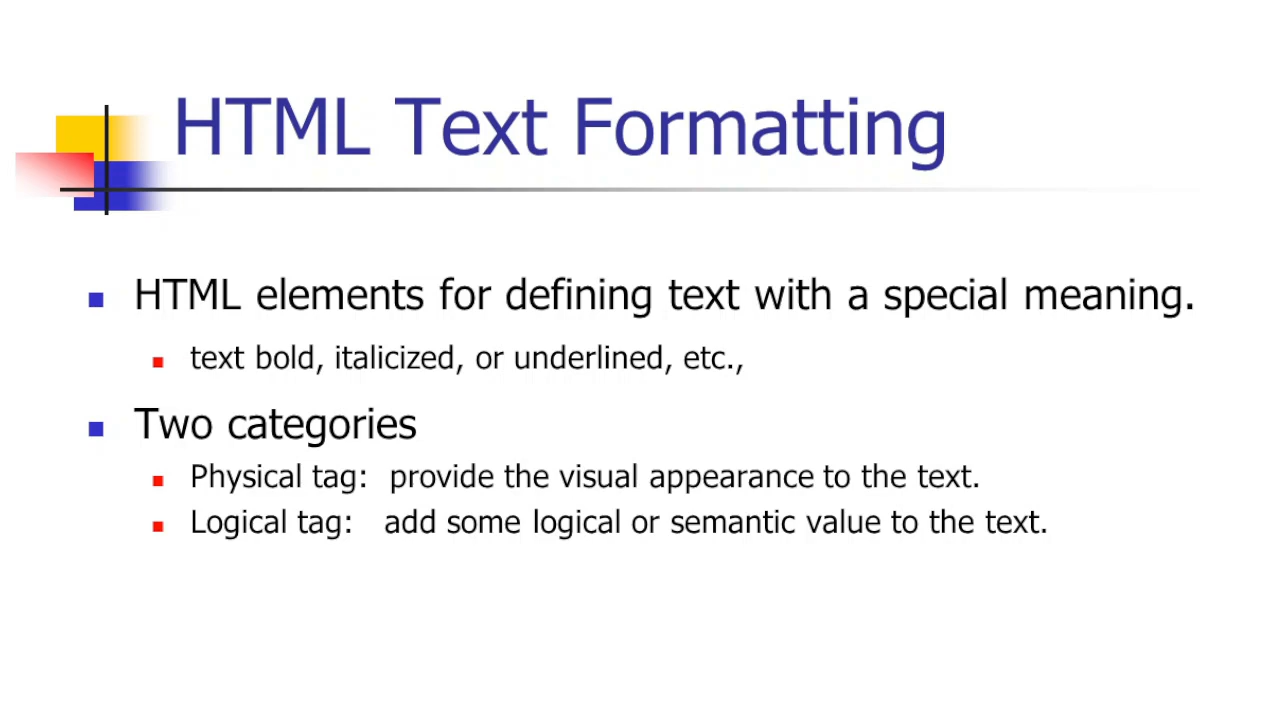 HTML Text Formatting
HTML elements for defining text with a special meaning.
text bold, italicized, or underlined, etc.,
Two categories
Physical tag:  provide the visual appearance to the text.
Logical tag:   add some logical or semantic value to the text.